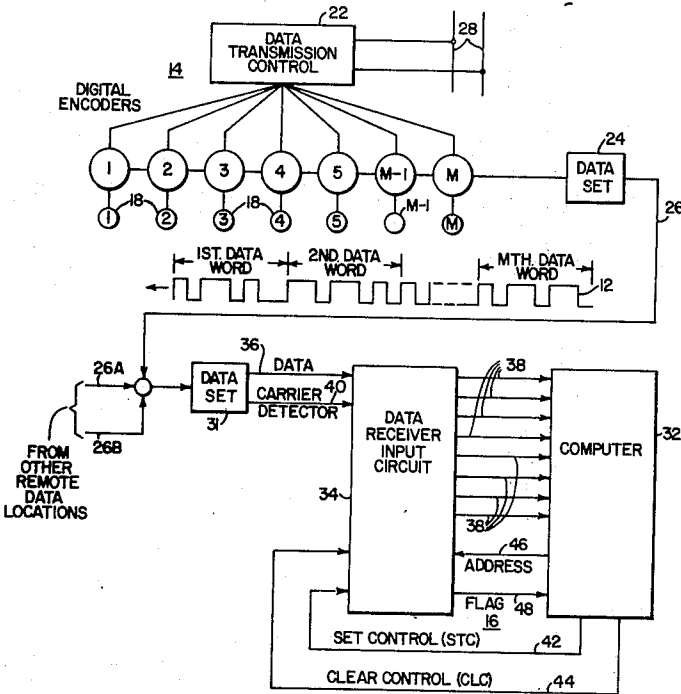 22
DATA
TRANSMISSION
CONTROL
28
14
DIGITAL
ENCODERS
24
1 2 3 4 5 M-1 M
DATA
SET
18 18 M-1
1 2 3 4 5 M
26
1ST. DATA
WORD
2ND. DATA
WORD
MTH. DATA
WORD
12
36
DATA
38
26A
DATA
SET
CARRIER
DETECTOR
40
31
26B
DATA
RECEIVER
INPUT
CIRCUIT
COMPUTER
32
FROM
OTHER
REMOTE
DATA
LOCATIONS
34
38
46
ADDRESS
FLAG
48
16
SET CONTROL (STC)
42
CLEAR CONTROL (CLC)
44